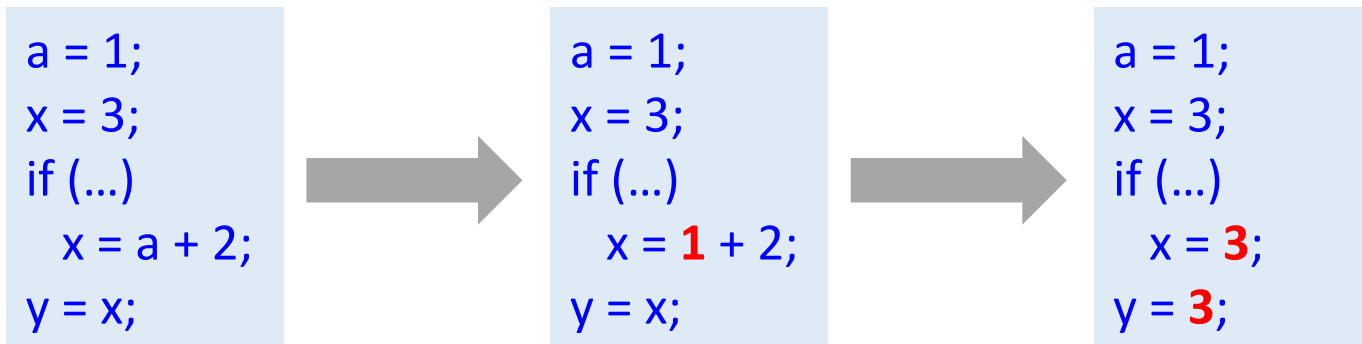 a = 1;
x = 3;
if (…)
x = a + 2;
y = x;
a = 1;
x = 3;
if (…)
x = 1 + 2;
y = x;
a = 1;
x = 3;
if (…)
x = 3;
y = 3;